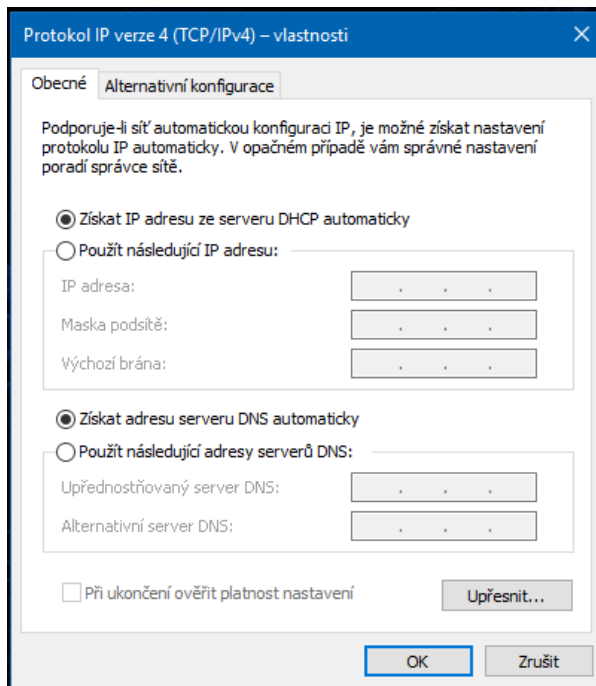 Protokol IP verze 4 (TCP/IPv4) – vlastnosti
Obecné
Alternativní konfigurace
Podporuje-li síť automatickou konfiguraci IP, je možné získat nastavení
protokolu IP automaticky. V opačném případě vám správné nastavení
poradí správce sítě.
Získat IP adresu ze serveru DHCP automaticky
Použít následující IP adresu:
IP adresa:
Maska podsítě:
Výchozí brána:
Získat adresu serveru DNS automaticky
Použít následující adresy serverů DNS:
Upřednostňovaný server DNS:
Alternativní server DNS:
Při ukončení ověřit platnost nastavení
Upřesnit...
OK
Zrušit